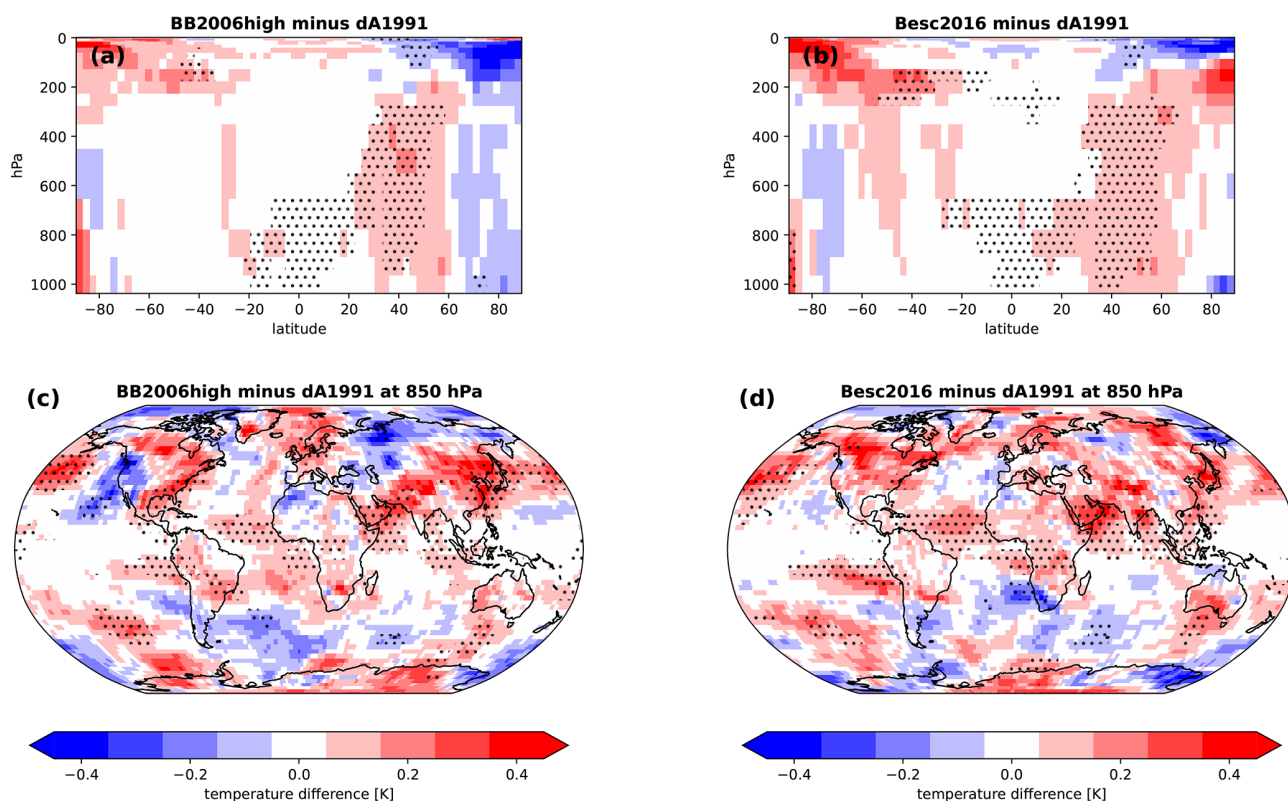 BB2006high minus dA1991
(a)
0
200
400
600
800
1000
hPa
−80 −60 −40 −20 0 20 40 60 80
latitude
Besc2016 minus dA1991
(b)
0
200
400
600
800
1000
hPa
−80 −60 −40 −20 0 20 40 60 80
latitude
(c)
BB2006high minus dA1991 at 850 hPa
−0.4 −0.2 0.0 0.2 0.4
temperature difference [K]
(d)
Besc2016 minus dA1991 at 850 hPa
−0.4 −0.2 0.0 0.2 0.4
temperature difference [K]